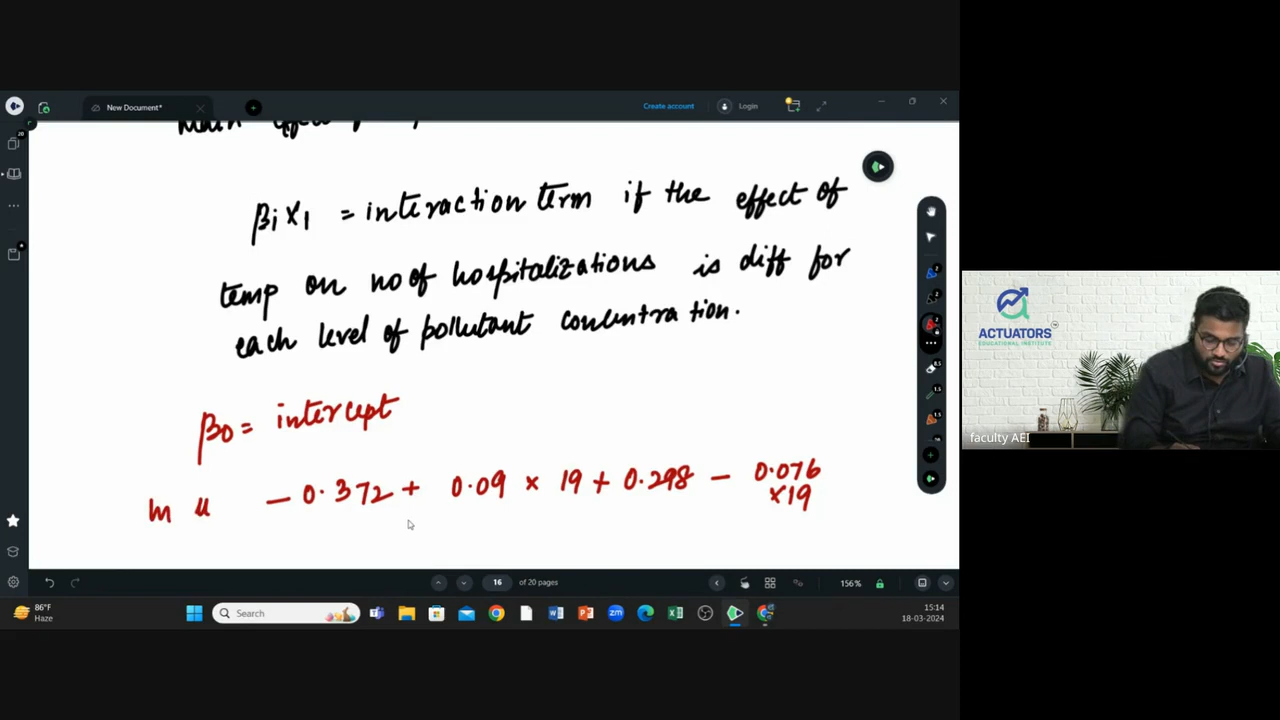 New Document*
Create account
Login
βi x1 = interaction term if the effect of
temp on no of hospitalizations is diff for
each level of pollutant concentration.
β0 = intercept
ln μ - 0.372 + 0.09 × 19 + 0.298 - 0.076
×19
ACTUATORS
EDUCATIONAL INSTITUTE
faculty AEI
16 of 20 pages
156%
86°F
Haze
Search
15:14
18-03-2024